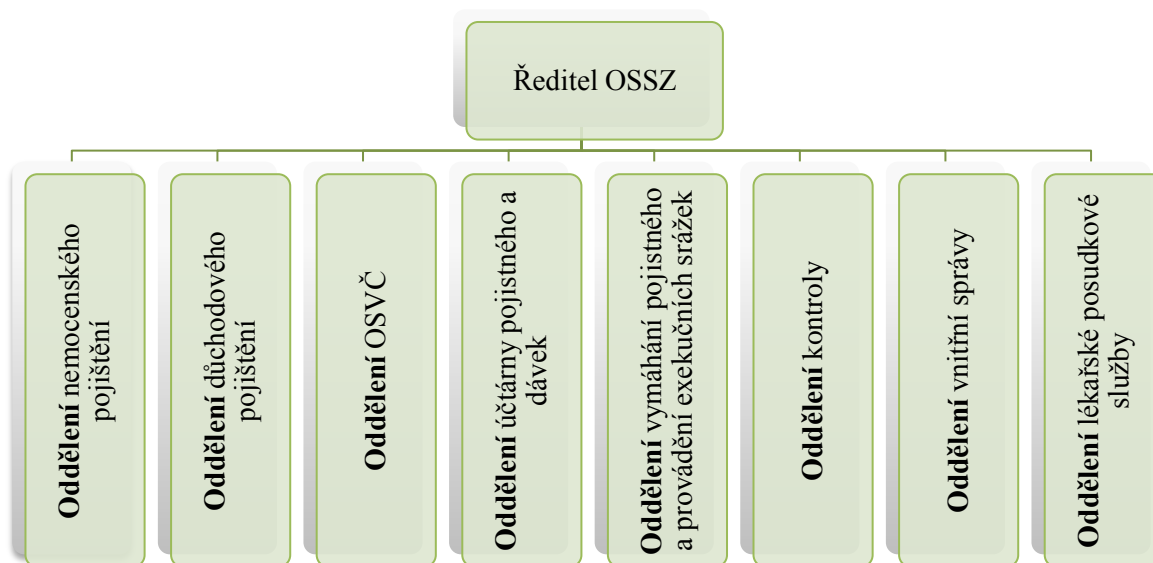 Ředitel OSSZ
Oddělení nemocenského
pojištění
Oddělení důchodového
pojištění
Oddělení OSVČ
Oddělení účtárny pojistného a
dávek
Oddělení vymáhání pojistného
a provádění exekučních srážek
Oddělení kontroly
Oddělení vnitřní správy
Oddělení lékařské posudkové
služby